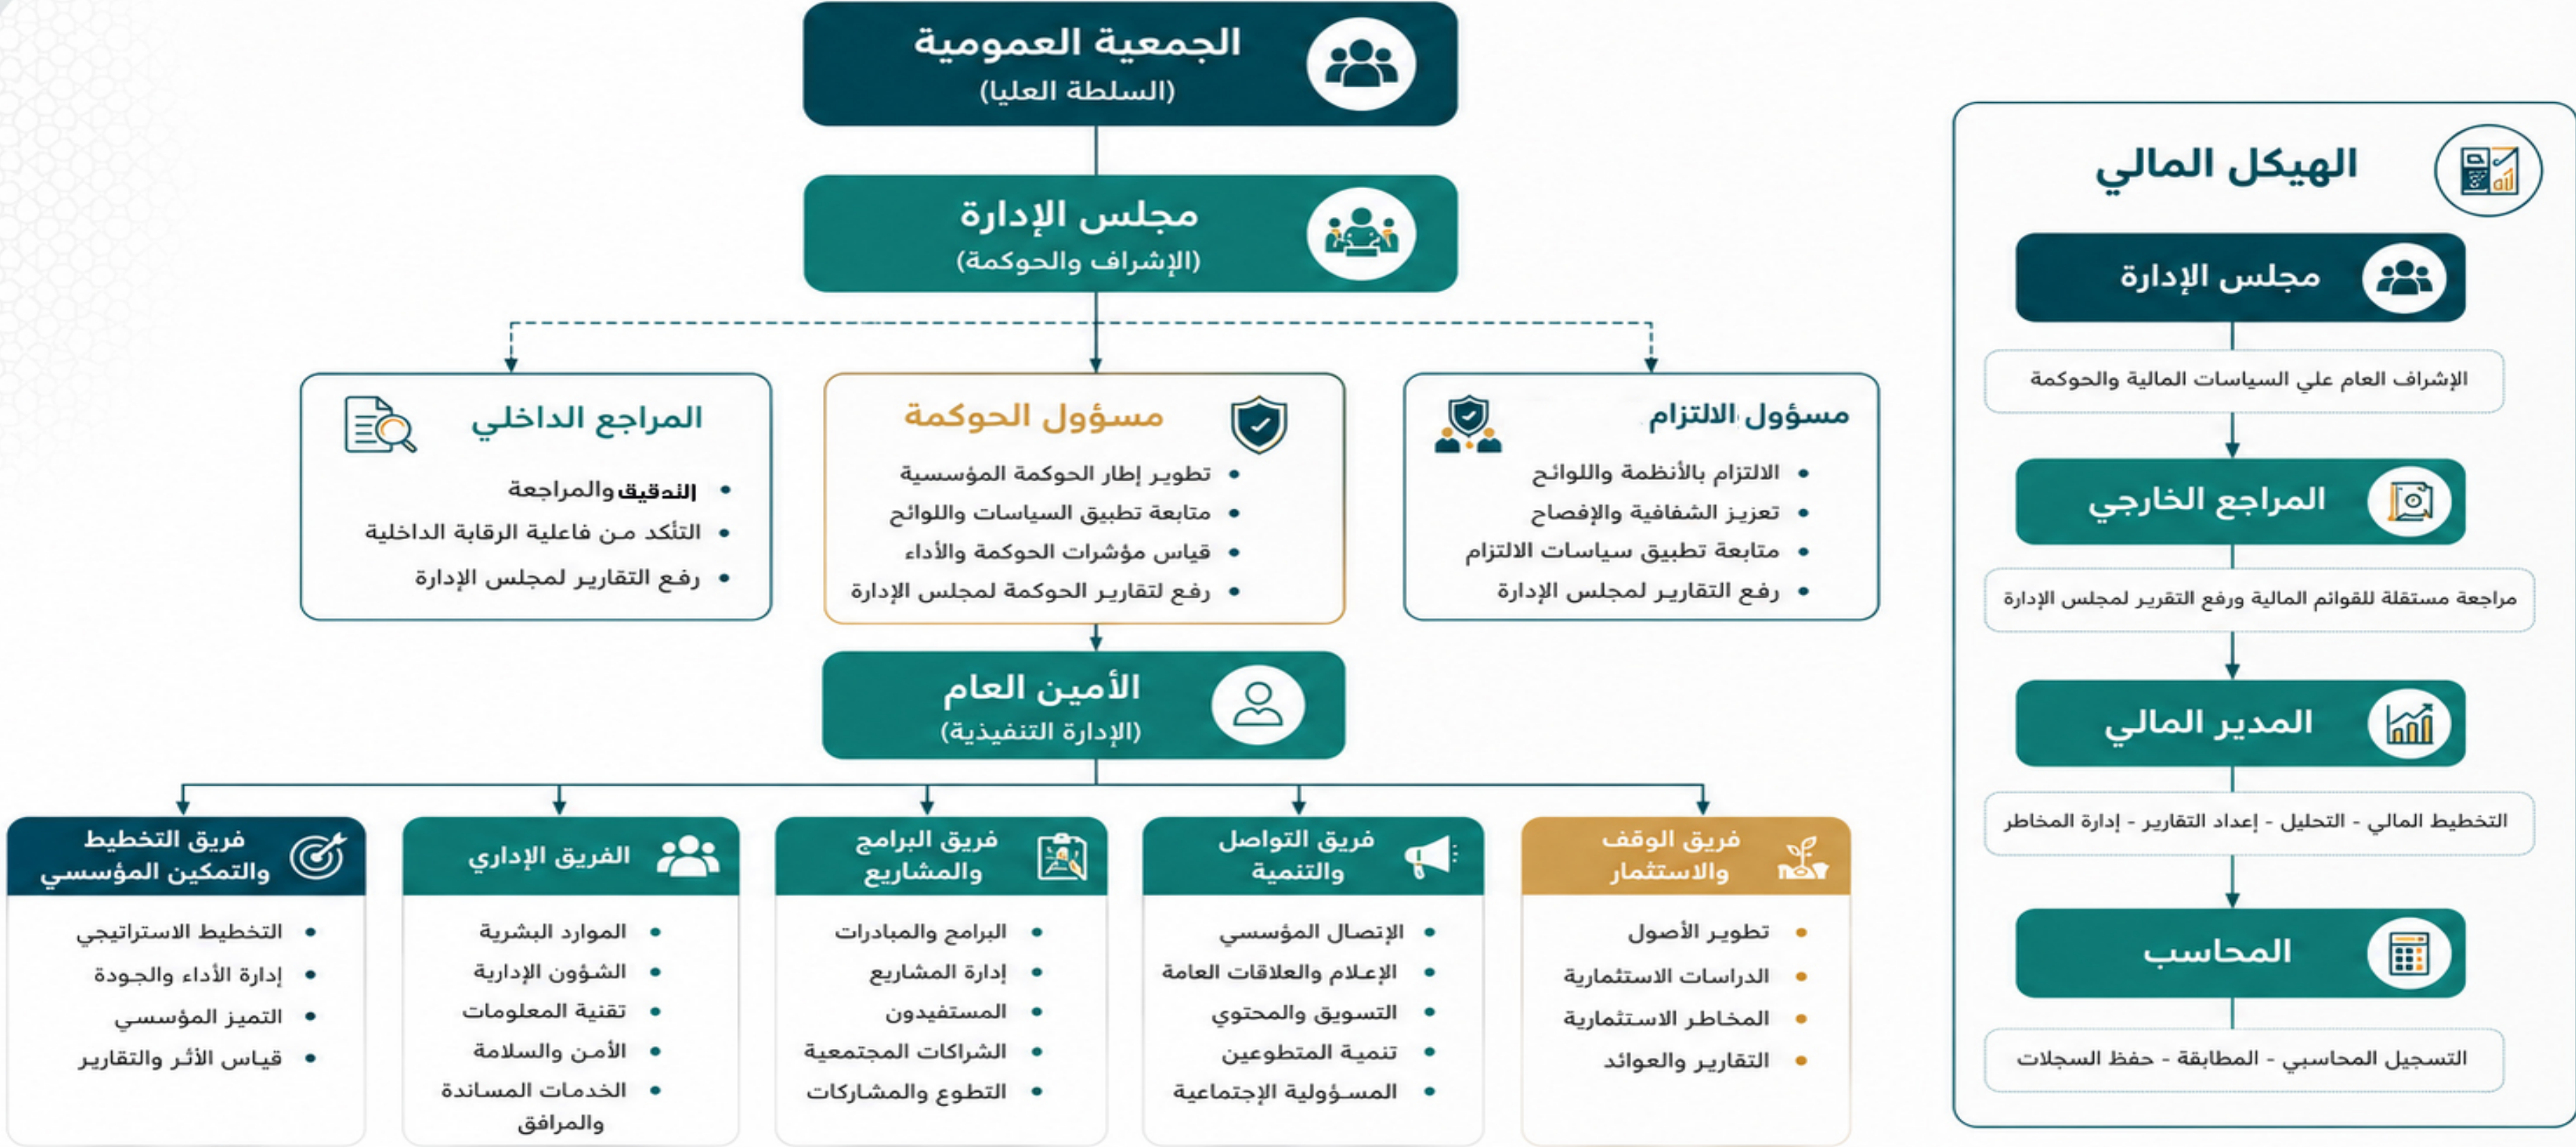 الجمعية العمومية
(السلطة العليا)
مجلس الإدارة
(الإشراف والحوكمة)
مسؤول الالتزام
الالتزام بالأنظمة واللوائح
تعزيز الشفافية والإفصاح
متابعة تطبيق سياسات الالتزام
رفع التقارير لمجلس الإدارة
مسؤول الحوكمة
تطوير إطار الحوكمة المؤسسية
متابعة تطبيق السياسات واللوائح
قياس مؤشرات الحوكمة والأداء
رفع لتقارير الحوكمة لمجلس الإدارة
المراجع الداخلي
التدقيق والمراجعة
التأكد من فاعلية الرقابة الداخلية
رفع التقارير لمجلس الإدارة
الأمين العام
(الإدارة التنفيذية)
فريق الوقف
والاستثمار
تطوير الأصول
الدراسات الاستثمارية
المخاطر الاستثمارية
التقارير والعوائد
فريق التواصل
والتنمية
الإتصال المؤسسي
الإعلام والعلاقات العامة
التسويق والمحتوي
تنمية المتطوعين
المسؤولية الإجتماعية
فريق البرامج
والمشاريع
البرامج والمبادرات
إدارة المشاريع
المستفيدون
الشراكات المجتمعية
التطوع والمشاركات
الفريق الإداري
الموارد البشرية
الشؤون الإدارية
تقنية المعلومات
الأمن والسلامة
الخدمات المساندة
والمرافق
فريق التخطيط
والتمكين المؤسسي
التخطيط الاستراتيجي
إدارة الأداء والجودة
التميز المؤسسي
قياس الأثر والتقارير
الهيكل المالي
مجلس الإدارة
الإشراف العام علي السياسات المالية والحوكمة
المراجع الخارجي
مراجعة مستقلة للقوائم المالية ورفع التقرير لمجلس الإدارة
المدير المالي
التخطيط المالي - التحليل - إعداد التقارير - إدارة المخاطر
المحاسب
التسجيل المحاسبي - المطابقة - حفظ السجلات